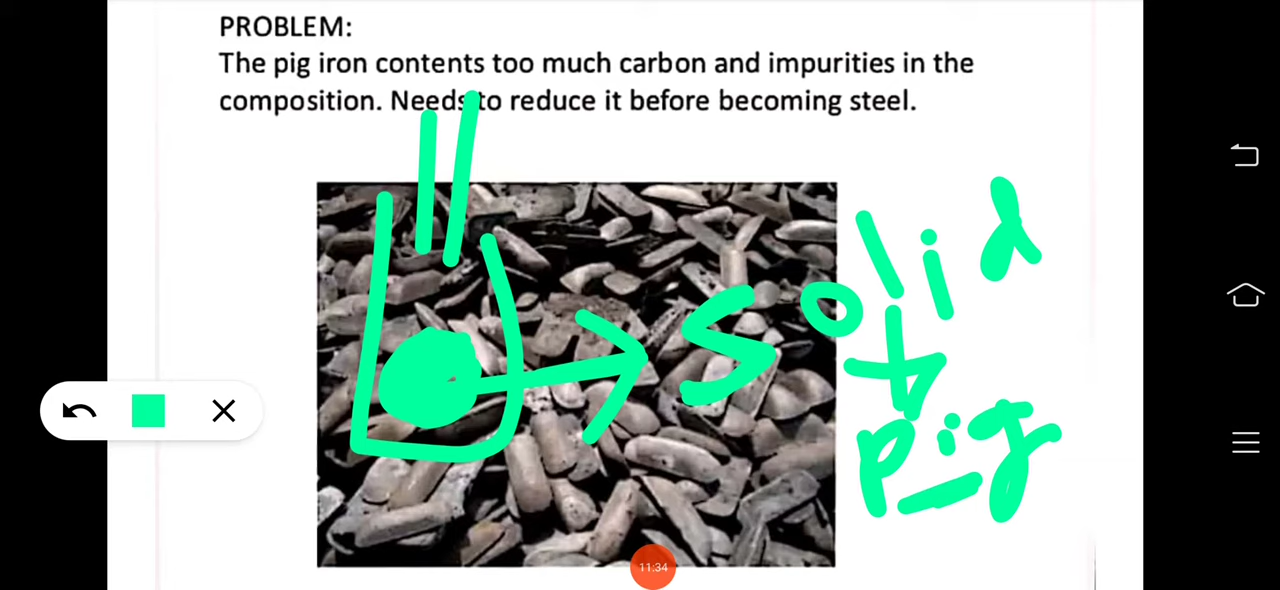 PROBLEM:
The pig iron contents too much carbon and impurities in the
composition. Needs to reduce it before becoming steel.
solid
+
pig
11:34